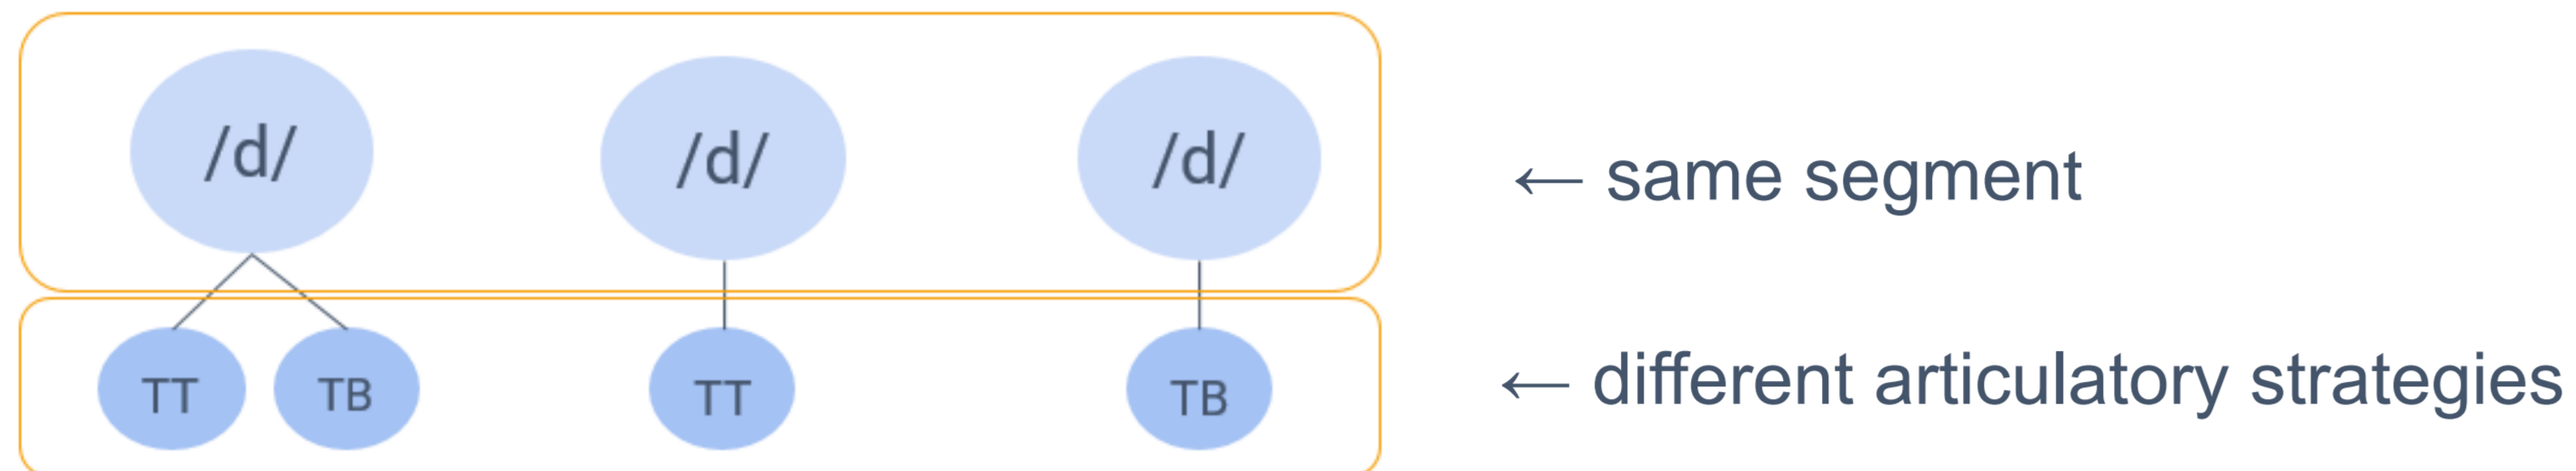 /d/ /d/ /d/ ← same segment
TT TB TT TB ← different articulatory strategies